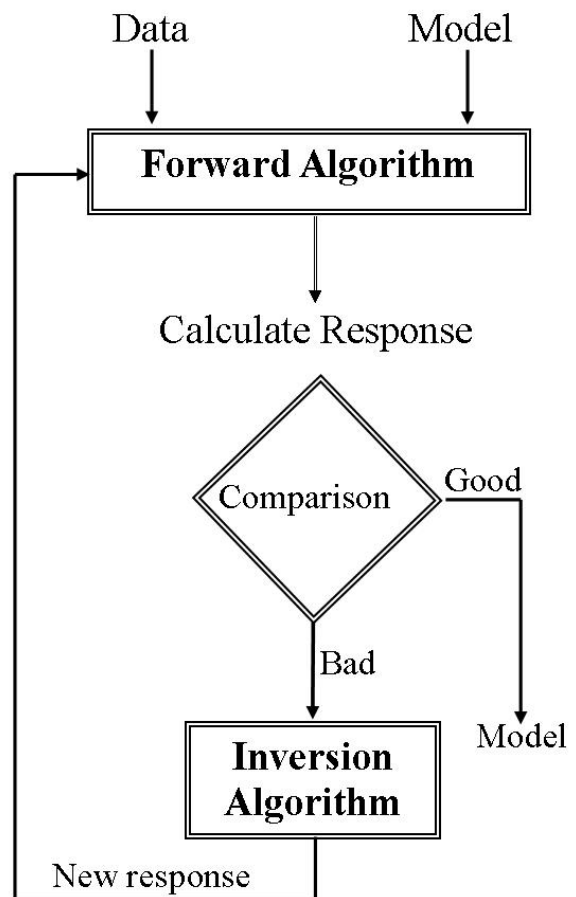 Data
Model
Forward Algorithm
Calculate Response
Comparison
Good
Bad
Model
Inversion
Algorithm
New response